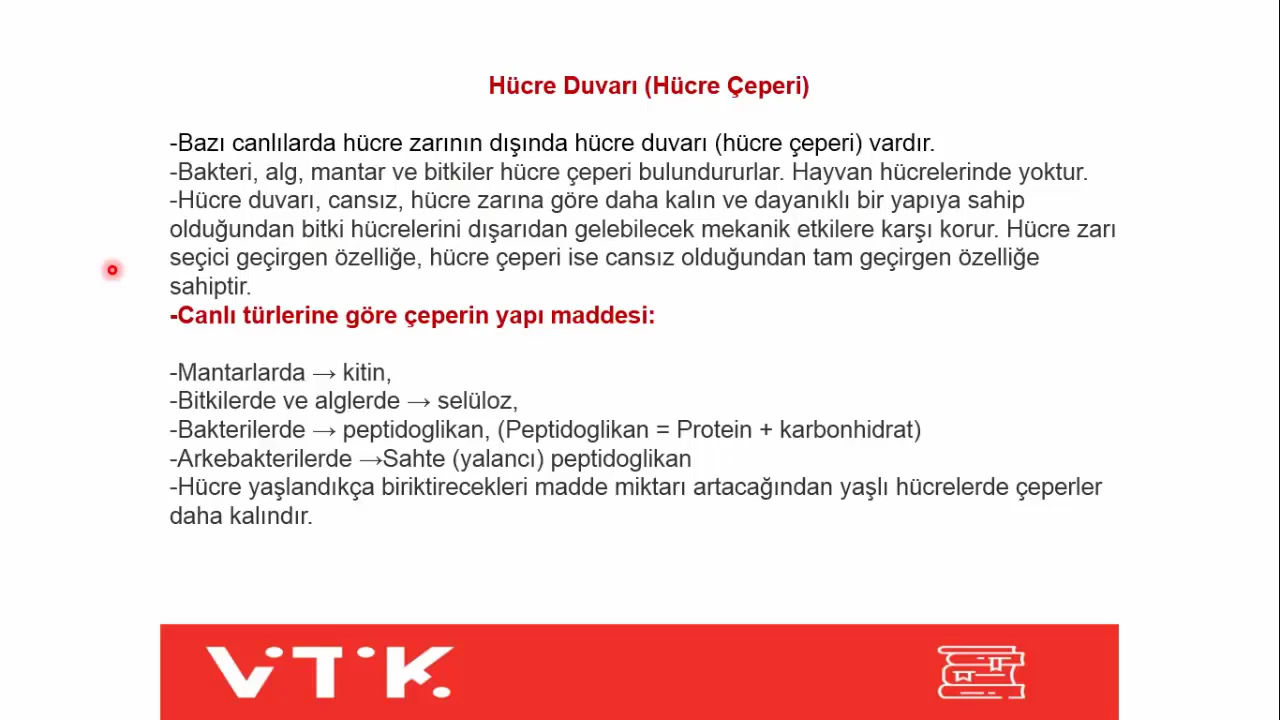 Hücre Duvarı (Hücre Çeperi)
-Bazı canlılarda hücre zarının dışında hücre duvarı (hücre çeperi) vardır.
-Bakteri, alg, mantar ve bitkiler hücre çeperi bulundururlar. Hayvan hücrelerinde yoktur.
-Hücre duvarı, cansız, hücre zarına göre daha kalın ve dayanıklı bir yapıya sahip
olduğundan bitki hücrelerini dışarıdan gelebilecek mekanik etkilere karşı korur. Hücre zarı
seçici geçirgen özelliğe, hücre çeperi ise cansız olduğundan tam geçirgen özelliğe
sahiptir.
-Canlı türlerine göre çeperin yapı maddesi:
-Mantarlarda → kitin,
-Bitkilerde ve alglerde → selüloz,
-Bakterilerde → peptidoglikan, (Peptidoglikan = Protein + karbonhidrat)
-Arkebakterilerde →Sahte (yalancı) peptidoglikan
-Hücre yaşlandıkça biriktirecekleri madde miktarı artacağından yaşlı hücrelerde çeperler
daha kalındır.
ViTiK